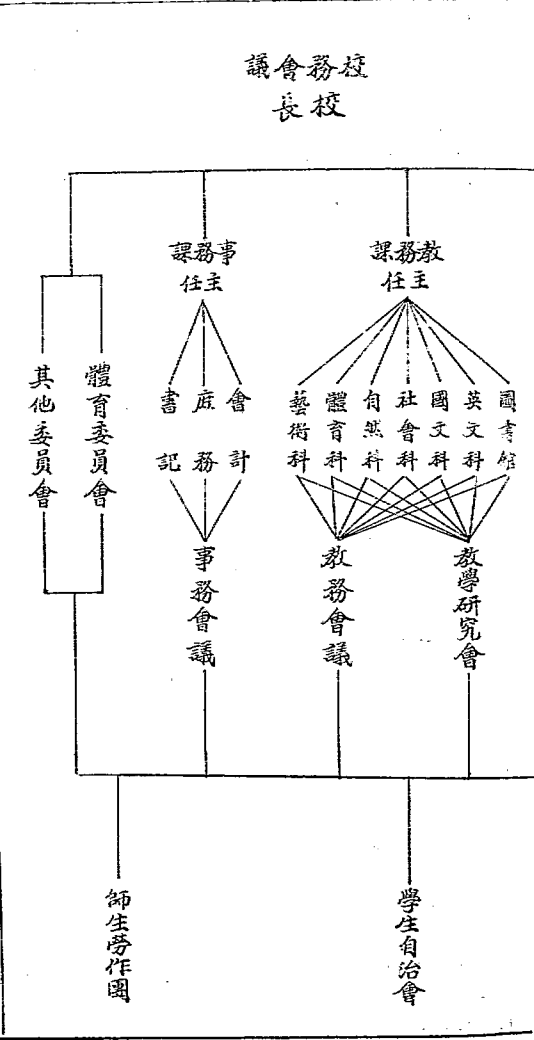 校務會議
校長
教務課
主任
事務課
主任
圖書館
英文科
國文科
社會科
自然科
體育科
藝術科
會計
庶務
書記
體育委員會
其他委員會
教學研究會
教務會議
事務會議
學生自治會
師生勞作團